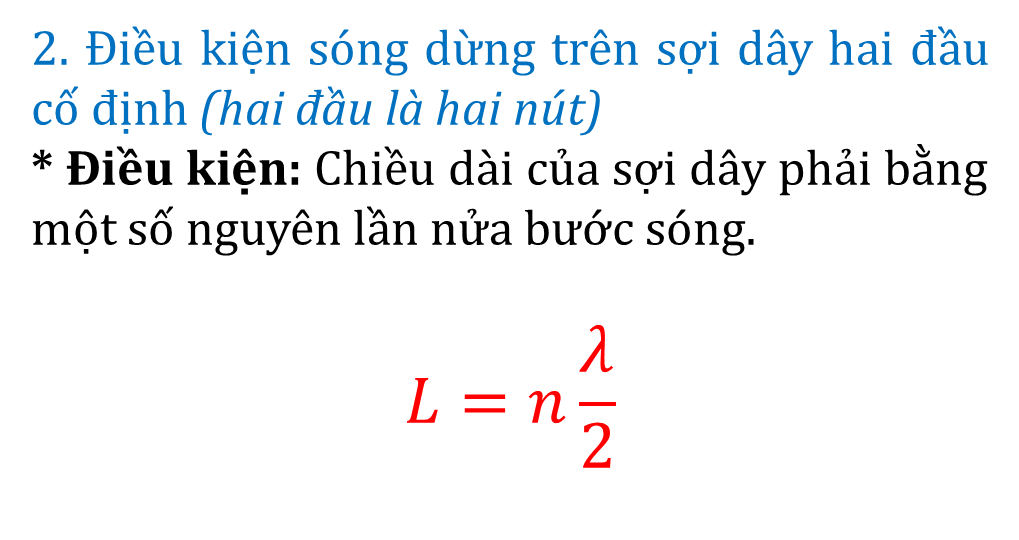 2. Điều kiện sóng dừng trên sợi dây hai đầu
cố định (hai đầu là hai nút)
* Điều kiện: Chiều dài của sợi dây phải bằng
một số nguyên lần nửa bước sóng.
L = n λ/2